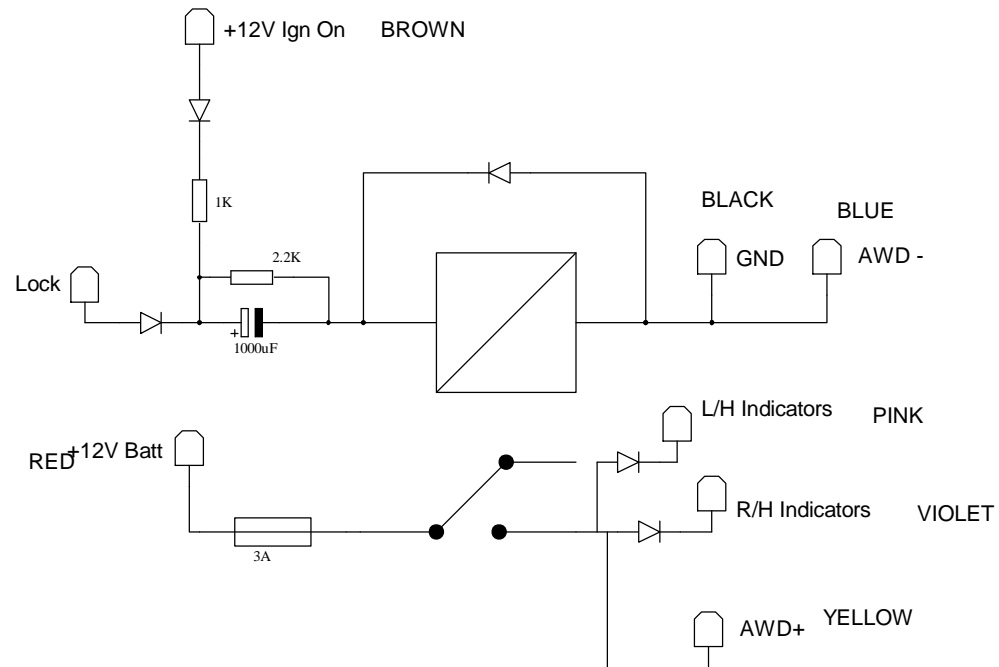 +12V Ign On BROWN
1K
BLACK
BLUE
2.2K
GND
AWD -
Lock
+
1000uF
L/H Indicators PINK
+12V Batt
RED
R/H Indicators VIOLET
3A
AWD+ YELLOW